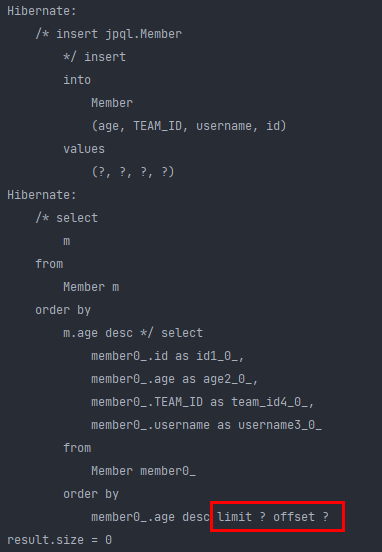 Hibernate:
    /* insert jpql.Member
        */ insert
        into
            Member
            (age, TEAM_ID, username, id)
        values
            (?, ?, ?, ?)
Hibernate:
    /* select
        m
    from
        Member m
    order by
        m.age desc */ select
            member0_.id as id1_0_,
            member0_.age as age2_0_,
            member0_.TEAM_ID as team_id4_0_,
            member0_.username as username3_0_
        from
            Member member0_
        order by
            member0_.age desc limit ? offset ?
result.size = 0